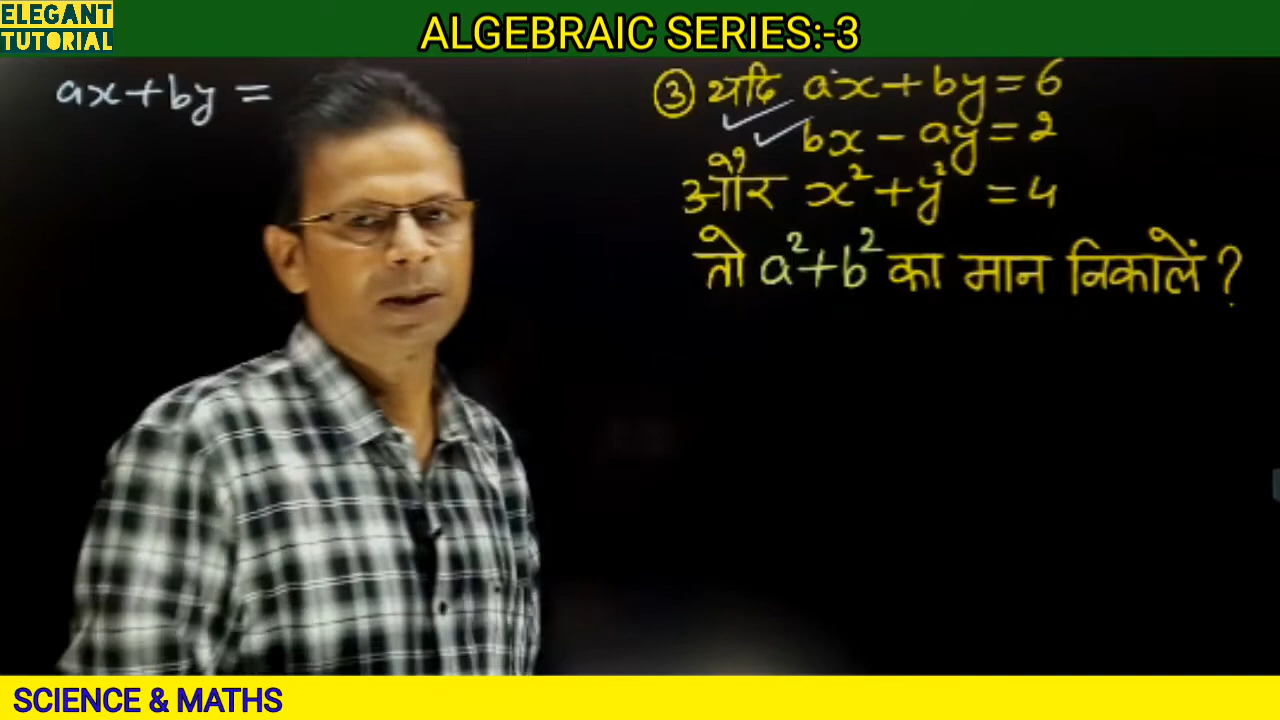 ELEGANT
TUTORIAL
ALGEBRAIC SERIES:-3
ax+by =
③ यदि ax+by=6
bx-ay=2
और x²+y² =4
तो a²+b² का मान निकालें ?
SCIENCE & MATHS